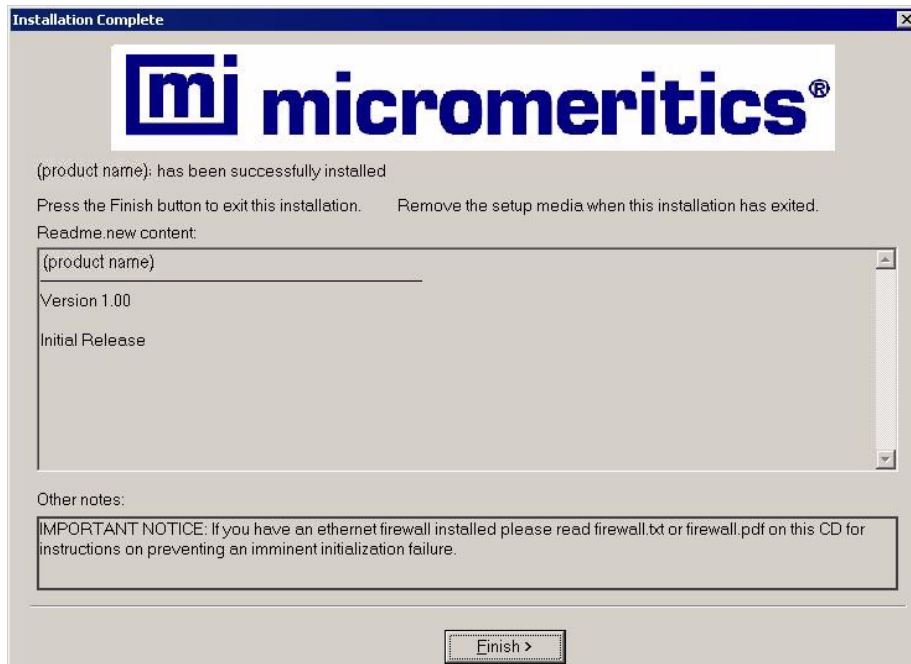 Installation Complete
mi micromeritics®
(product name): has been successfully installed
Press the Finish button to exit this installation. Remove the setup media when this installation has exited.
Readme.new content:
(product name)
Version 1.00
Initial Release
Other notes:
IMPORTANT NOTICE: If you have an ethernet firewall installed please read firewall.txt or firewall.pdf on this CD for
instructions on preventing an imminent initialization failure.
Finish >